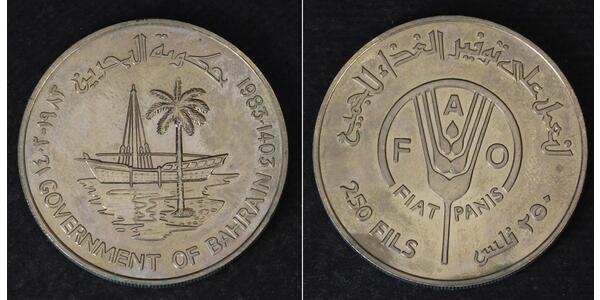 حكومة البحرين
1983-1403
١٤٠٣-١٩٨٣
GOVERNMENT OF BAHRAIN
العمل على توفير الغذاء للجميع
F A O
FIAT PANIS
250 FILS
٢٥٠ فلس